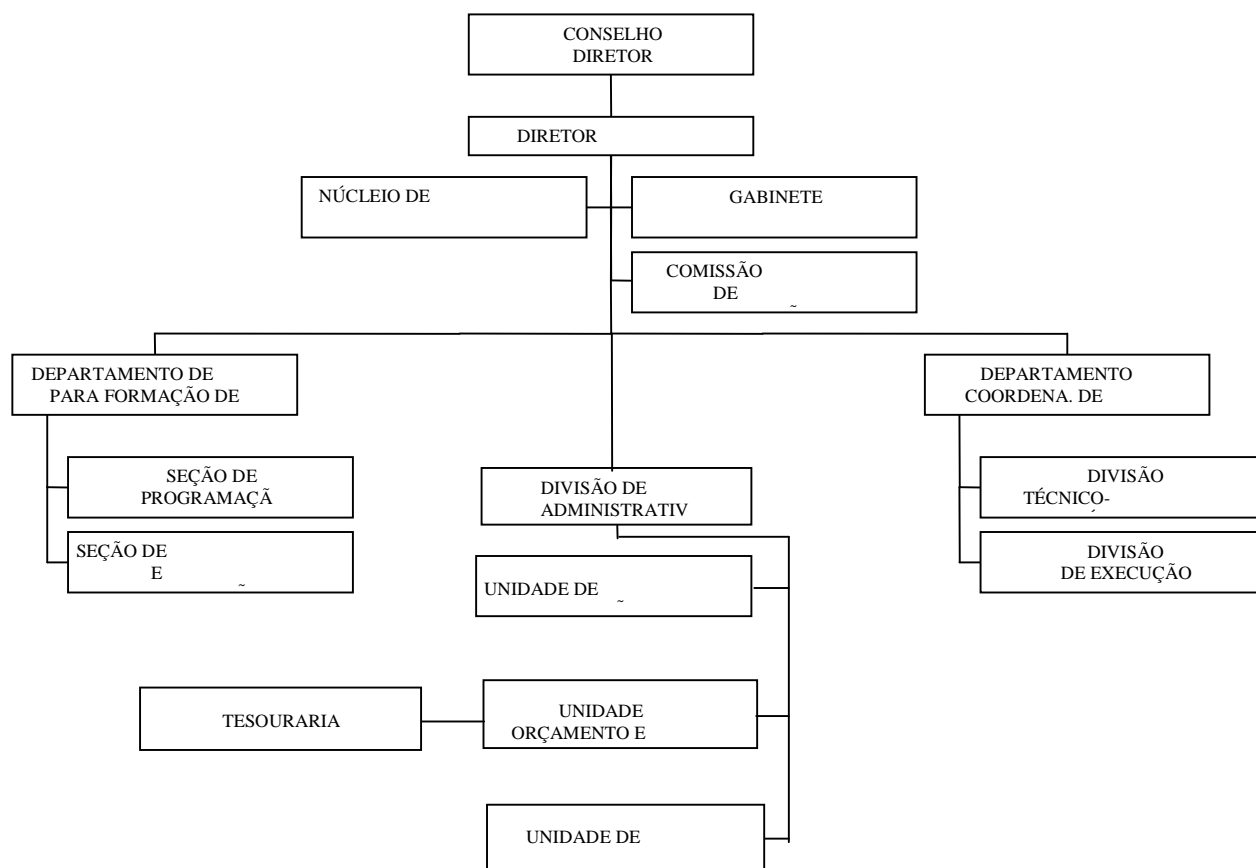 CONSELHO
DIRETOR
DIRETOR
NÚCLEIO DE
GABINETE
COMISSÃO
DE
DEPARTAMENTO DE
PARA FORMAÇÃO DE
DEPARTAMENTO
COORDENA. DE
SEÇÃO DE
PROGRAMAÇÃ
DIVISÃO DE
ADMINISTRATIV
DIVISÃO
TÉCNICO-
SEÇÃO DE
E
DIVISÃO
DE EXECUÇÃO
UNIDADE DE
TESOURARIA
UNIDADE
ORÇAMENTO E
UNIDADE DE